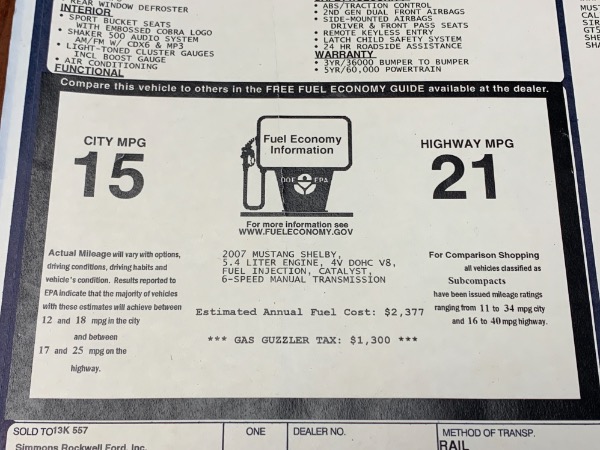 REAR WINDOW DEFROSTER
INTERIOR
• SPORT BUCKET SEATS
WITH EMBOSSED COBRA LOGO
• SHAKER 500 AUDIO SYSTEM
AM/FM W/ CDX6 & MP3
• LIGHT-TONED CLUSTER GAUGES
INCL BOOST GAUGE
• AIR CONDITIONING
FUNCTIONAL
ABS/TRACTION CONTROL
• 2ND GEN DUAL FRONT AIRBAGS
• SIDE-MOUNTED AIRBAGS
DRIVER & FRONT PASS SEATS
• REMOTE KEYLESS ENTRY
• LATCH CHILD SAFETY SYSTEM
• 24 HR ROADSIDE ASSISTANCE
WARRANTY
• 3YR/36000 BUMPER TO BUMPER
• 5YR/60,000 POWERTRAIN
MUST
CAL
SIR
GT5
SHE
SHA
Compare this vehicle to others in the FREE FUEL ECONOMY GUIDE available at the dealer.
CITY MPG
15
Fuel Economy
Information
DOE EPA
For more information see
WWW.FUELECONOMY.GOV
HIGHWAY MPG
21
Actual Mileage will vary with options,
driving conditions, driving habits and
vehicle's condition. Results reported to
EPA indicate that the majority of vehicles
with these estimates will achieve between
12 and 18 mpg in the city
and between
17 and 25 mpg on the
highway.
2007 MUSTANG SHELBY,
5.4 LITER ENGINE, 4V DOHC V8,
FUEL INJECTION, CATALYST,
6-SPEED MANUAL TRANSMISSION
Estimated Annual Fuel Cost: $2,377
*** GAS GUZZLER TAX: $1,300 ***
For Comparison Shopping
all vehicles classified as
Subcompacts
have been issued mileage ratings
ranging from 11 to 34 mpg city
and 16 to 40 mpg highway.
SOLD TO 13K 557
Simmons Rockwell Ford, Inc.
ONE
DEALER NO.
METHOD OF TRANSP.
RAIL